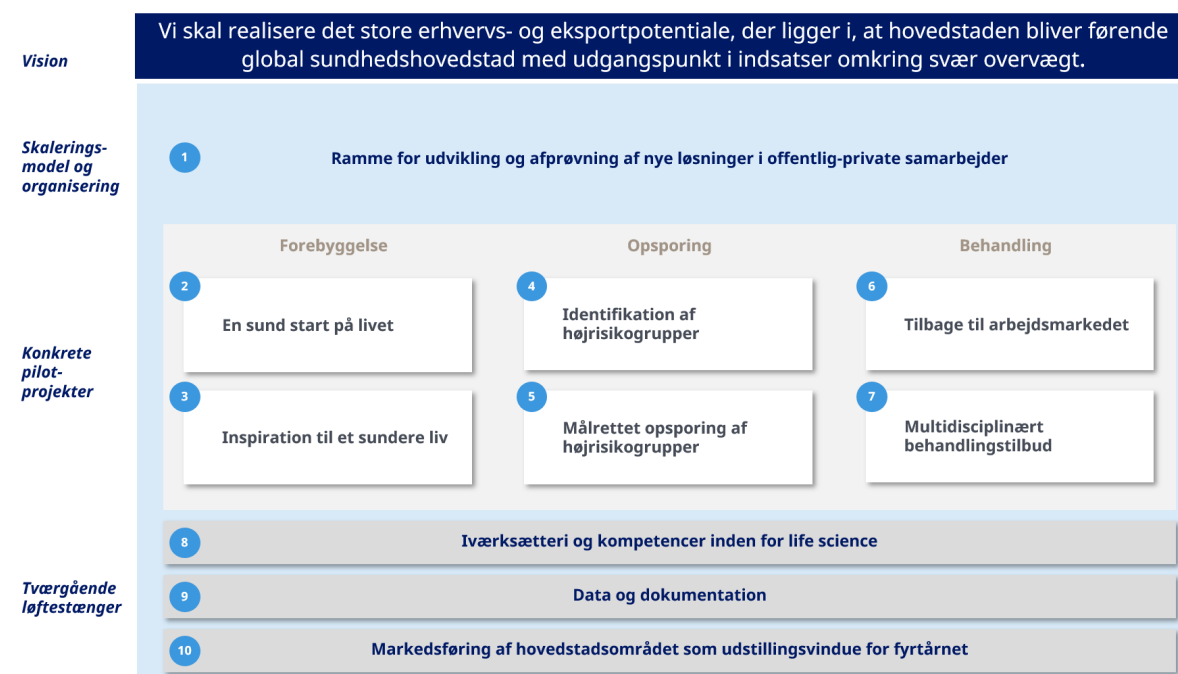 Vision
Vi skal realisere det store erhvervs- og eksportpotentiale, der ligger i, at hovedstaden bliver førende
global sundhedshovedstad med udgangspunkt i indsatser omkring svær overvægt.
Skalerings-
model og
organisering
1
Ramme for udvikling og afprøvning af nye løsninger i offentlig-private samarbejder
Konkrete
pilot-
projekter
Forebyggelse
2
En sund start på livet
3
Inspiration til et sundere liv
Opsporing
4
Identifikation af
højrisikogrupper
5
Målrettet opsporing af
højrisikogrupper
Behandling
6
Tilbage til arbejdsmarkedet
7
Multidisciplinært
behandlingstilbud
Tværgående
løftestænger
8
Iværksætteri og kompetencer inden for life science
9
Data og dokumentation
10
Markedsføring af hovedstadsområdet som udstillingsvindue for fyrtårnet